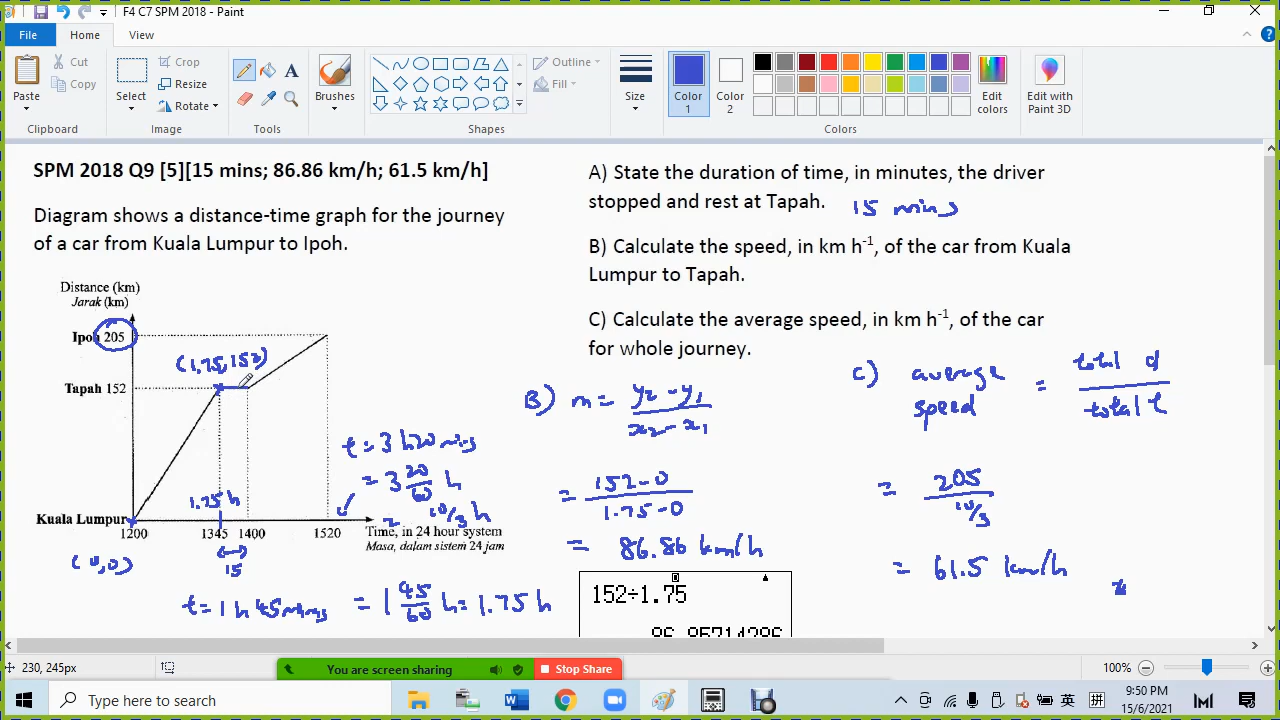 F4 C7 SPM 2018 - Paint
File Home View
Paste Cut Copy Clipboard
Select Crop Resize Rotate Image
Tools
Brushes
Outline Fill Shapes
Size
Color 1 Color 2 Edit colors Colors
Edit with Paint 3D
SPM 2018 Q9 [5][15 mins; 86.86 km/h; 61.5 km/h]
Diagram shows a distance-time graph for the journey
of a car from Kuala Lumpur to Ipoh.
Distance (km)
Jarak (km)
Ipoh 205
(1.75, 152)
Tapah 152
t = 3 h 20 mins
= 3 20/60 h
= 10/3 h
1.75 h
Kuala Lumpur
1200 1345 1400 1520
Time, in 24 hour system
Masa, dalam sistem 24 jam
(0,0)
15
t = 1 h 45 mins = 1 45/60 h = 1.75 h
A) State the duration of time, in minutes, the driver
stopped and rest at Tapah. 15 mins
B) Calculate the speed, in km h-1, of the car from Kuala
Lumpur to Tapah.
C) Calculate the average speed, in km h-1, of the car
for whole journey.
B) m = y2 - y1 / x2 - x1
= 152 - 0 / 1.75 - 0
= 86.86 km/h
152÷1.75
86.85714286
C) average speed = total d / total t
= 205 / 10/3
= 61.5 km/h
230, 245px
You are screen sharing Stop Share
100%
Type here to search
英 拼
9:50 PM
15/6/2021